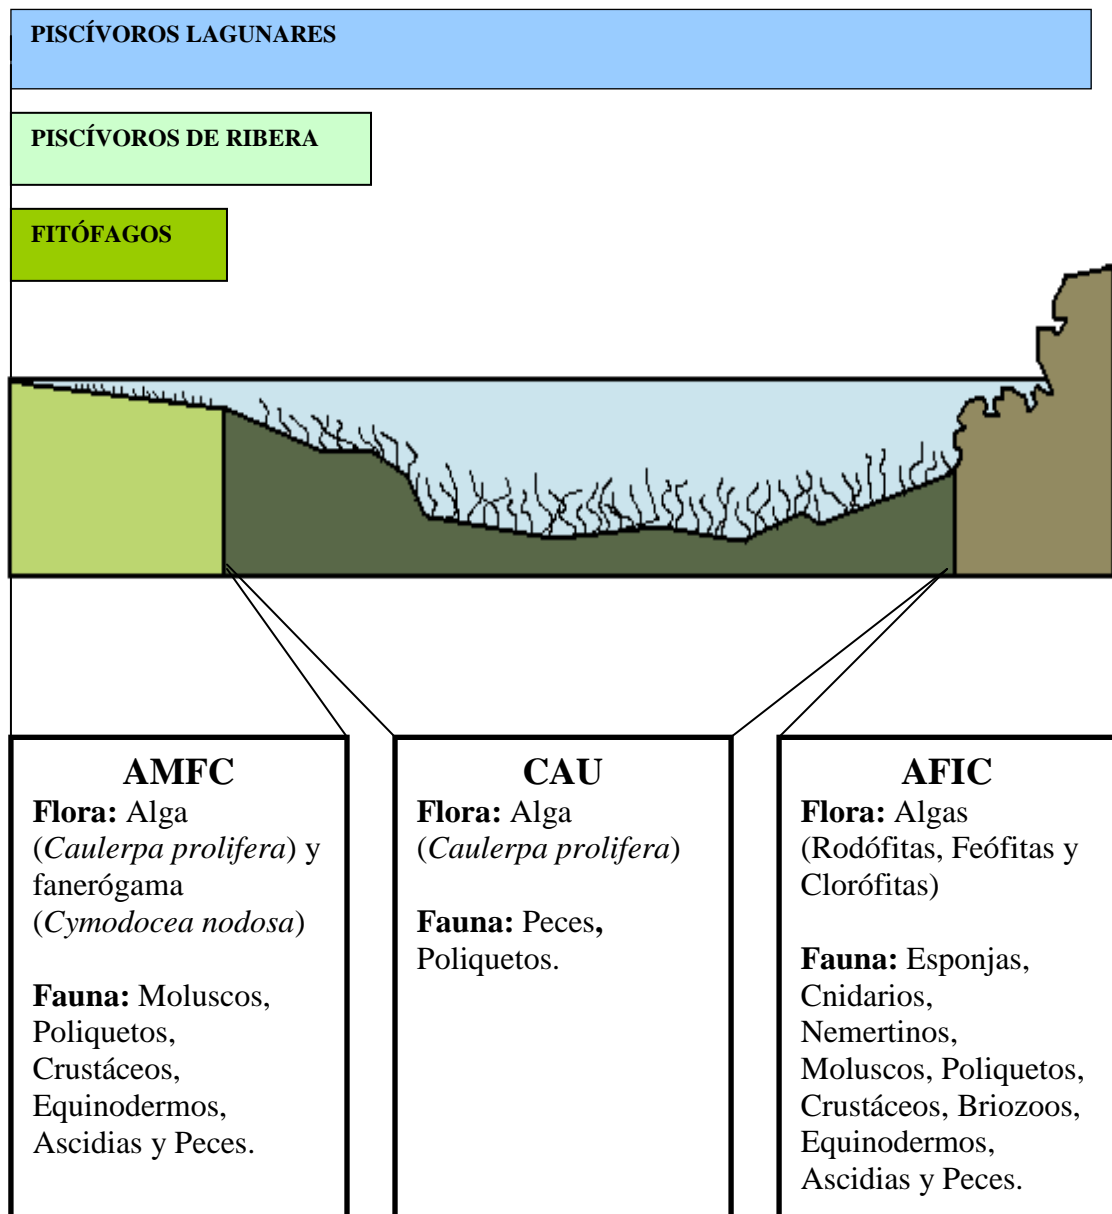 PISCÍVOROS LAGUNARES
PISCÍVOROS DE RIBERA
FITÓFAGOS
AMFC
Flora: Alga
(Caulerpa prolifera) y
fanerógama
(Cymodocea nodosa)
Fauna: Moluscos,
Poliquetos,
Crustáceos,
Equinodermos,
Ascidias y Peces.
CAU
Flora: Alga
(Caulerpa prolifera)
Fauna: Peces,
Poliquetos.
AFIC
Flora: Algas
(Rodófitas, Feófitas y
Clorófitas)
Fauna: Esponjas,
Cnidarios,
Nemertinos,
Moluscos, Poliquetos,
Crustáceos, Briozoos,
Equinodermos,
Ascidias y Peces.